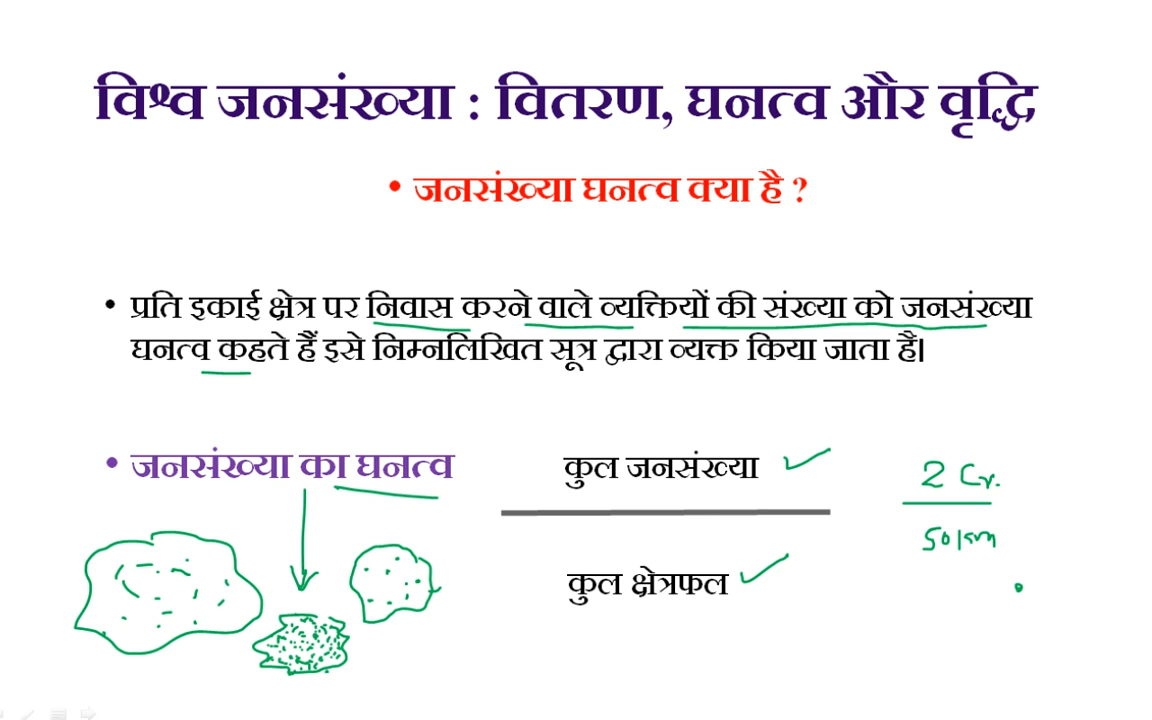 विश्व जनसंख्या : वितरण, घनत्व और वृद्धि
• जनसंख्या घनत्व क्या है ?
• प्रति इकाई क्षेत्र पर निवास करने वाले व्यक्तियों की संख्या को जनसंख्या
घनत्व कहते हैं इसे निम्नलिखित सूत्र द्वारा व्यक्त किया जाता है।
• जनसंख्या का घनत्व
कुल जनसंख्या
कुल क्षेत्रफल
2 Cr.
50